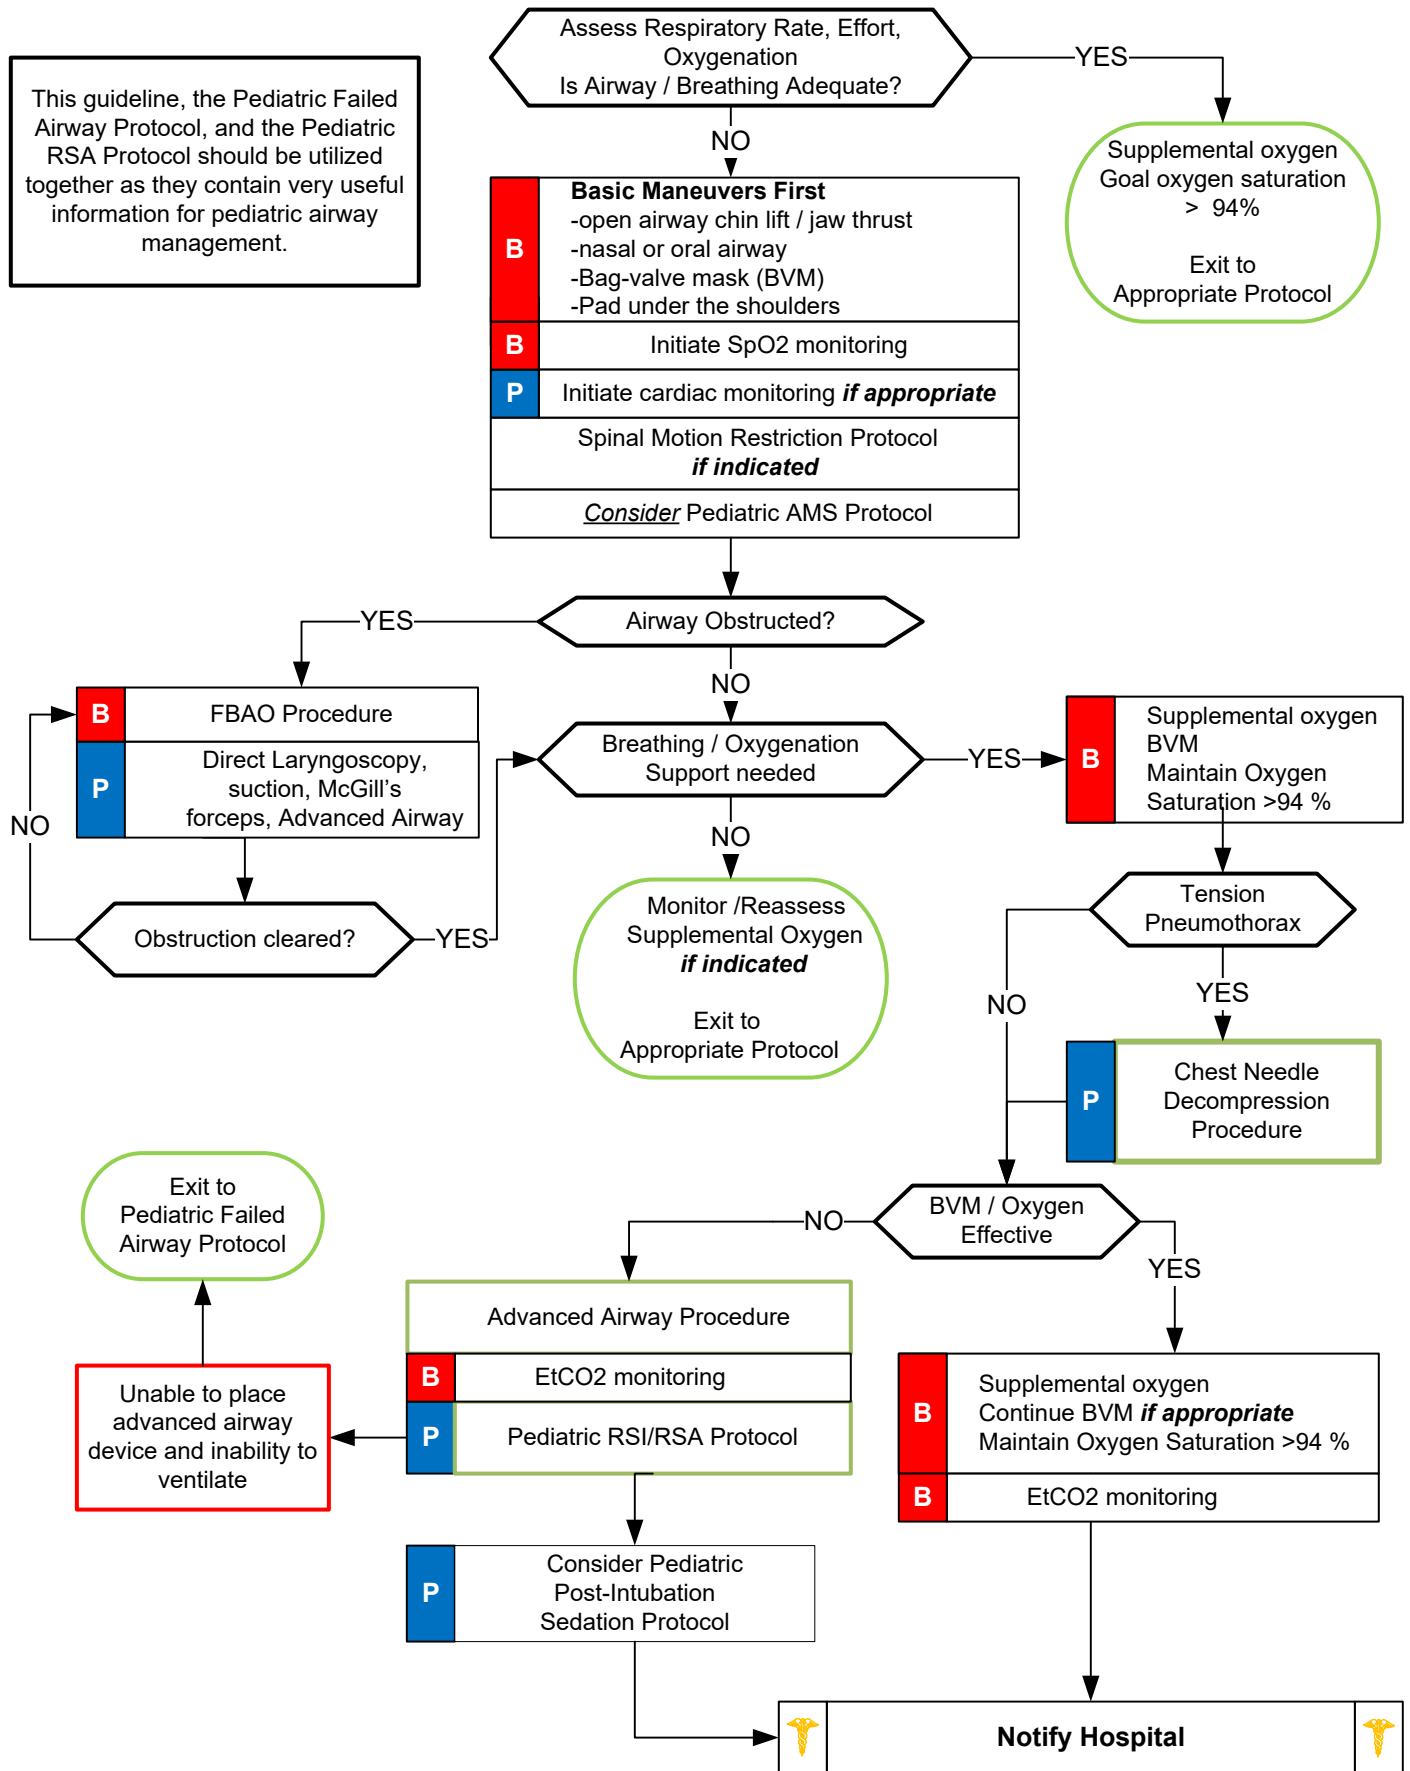 Assess Respiratory Rate, Effort,
Oxygenation
Is Airway / Breathing Adequate?
YES
NO
This guideline, the Pediatric Failed
Airway Protocol, and the Pediatric
RSA Protocol should be utilized
together as they contain very useful
information for pediatric airway
management.
Supplemental oxygen
Goal oxygen saturation
> 94%
Exit to
Appropriate Protocol
B
Basic Maneuvers First
-open airway chin lift / jaw thrust
-nasal or oral airway
-Bag-valve mask (BVM)
-Pad under the shoulders
B
Initiate SpO2 monitoring
P
Initiate cardiac monitoring if appropriate
Spinal Motion Restriction Protocol
if indicated
Consider Pediatric AMS Protocol
Airway Obstructed?
YES
NO
B
FBAO Procedure
P
Direct Laryngoscopy,
suction, McGill's
forceps, Advanced Airway
NO
Obstruction cleared?
YES
Breathing / Oxygenation
Support needed
YES
NO
Monitor /Reassess
Supplemental Oxygen
if indicated
Exit to
Appropriate Protocol
B
Supplemental oxygen
BVM
Maintain Oxygen
Saturation >94 %
Tension
Pneumothorax
NO
YES
P
Chest Needle
Decompression
Procedure
BVM / Oxygen
Effective
NO
YES
Exit to
Pediatric Failed
Airway Protocol
Unable to place
advanced airway
device and inability to
ventilate
Advanced Airway Procedure
B
EtCO2 monitoring
P
Pediatric RSI/RSA Protocol
P
Consider Pediatric
Post-Intubation
Sedation Protocol
B
Supplemental oxygen
Continue BVM if appropriate
Maintain Oxygen Saturation >94 %
B
EtCO2 monitoring
Notify Hospital